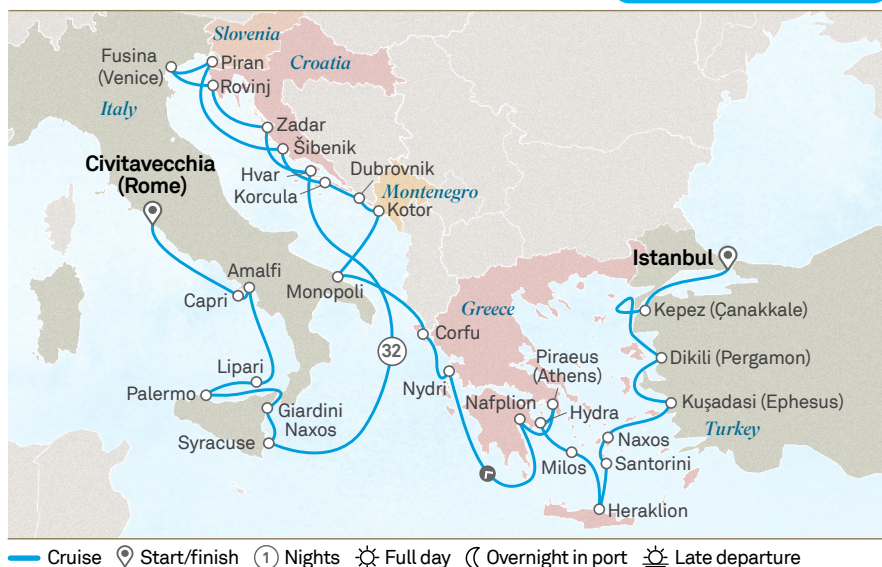 Slovenia
Fusina
(Venice)
Piran
Croatia
Rovinj
Italy
Zadar
Šibenik
Civitavecchia
(Rome)
Hvar
Dubrovnik
Korcula
Montenegro
Kotor
Istanbul
Amalfi
Capri
Monopoli
Greece
Kepez (Çanakkale)
Corfu
32
Piraeus
(Athens)
Dikili (Pergamon)
Lipari
Nydri
Palermo
Nafplion
Hydra
Kuşadasi (Ephesus)
Giardini
Naxos
Turkey
Syracuse
Naxos
Milos
Santorini
Heraklion
Cruise Start/finish 1 Nights Full day Overnight in port Late departure